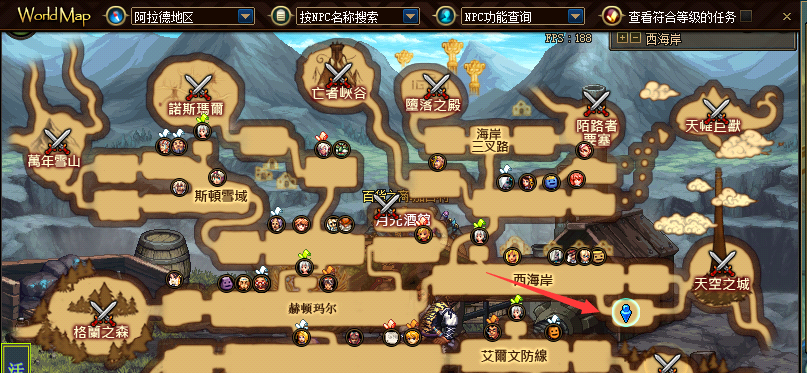 WorldMap 阿拉德地区 按NPC名称搜索 NPC功能查询 查看符合等级的任务
FPS : 188
西海岸
諾斯瑪爾
亡者峽谷
墮落之殿
海岸
三叉路
陌路者
要塞
天帷巨獸
萬年雪山
斯頓雪域
月光酒館
西海岸
天空之城
格蘭之森
赫頓玛尔
艾爾文防線
活